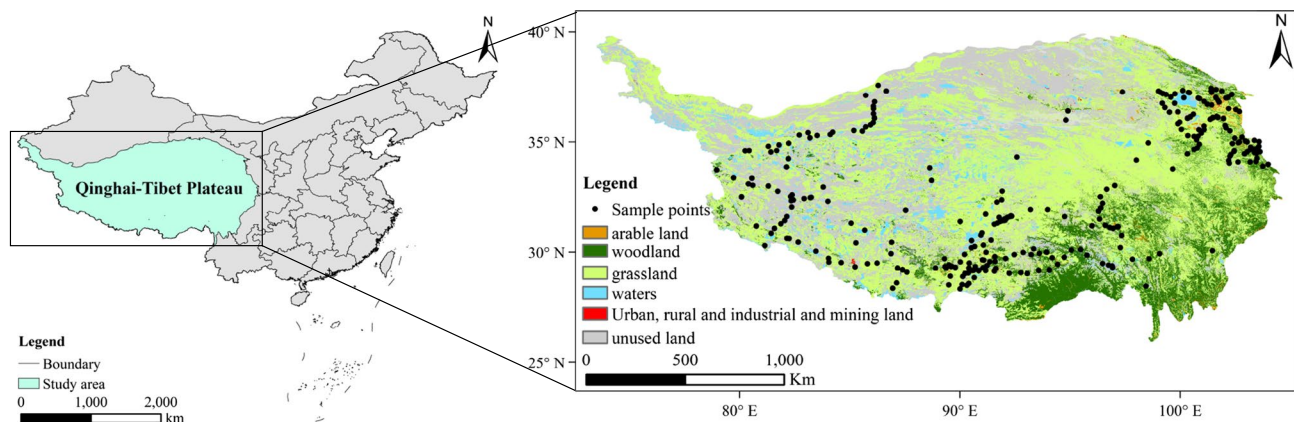 N
Qinghai-Tibet Plateau
Legend
Boundary
Study area
0 1,000 2,000
km
N
40° N
35° N
30° N
25° N
Legend
Sample points
arable land
woodland
grassland
waters
Urban, rural and industrial and mining land
unused land
0 500 1,000
Km
80° E 90° E 100° E